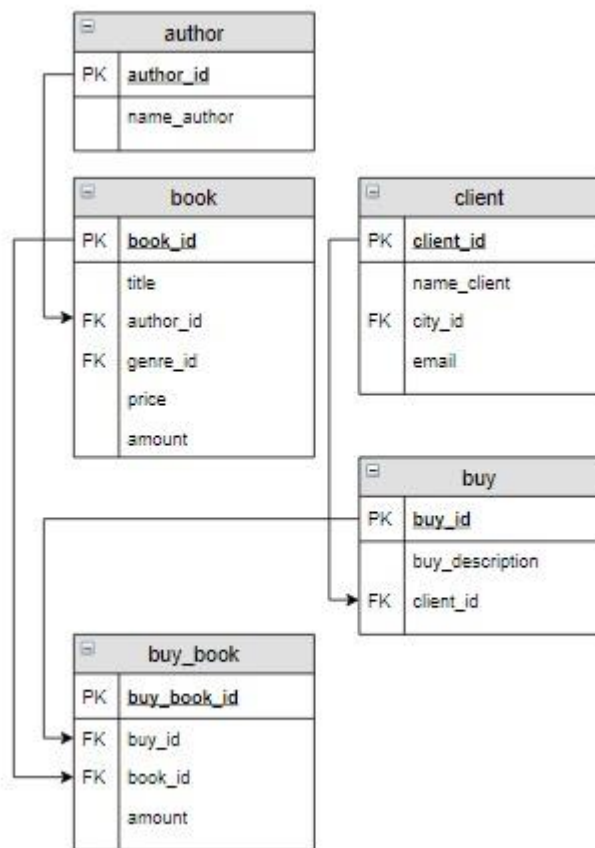 author
PK author_id
name_author
book
PK book_id
title
FK author_id
FK genre_id
price
amount
client
PK client_id
name_client
FK city_id
email
buy
PK buy_id
buy_description
FK client_id
buy_book
PK buy_book_id
FK buy_id
FK book_id
amount